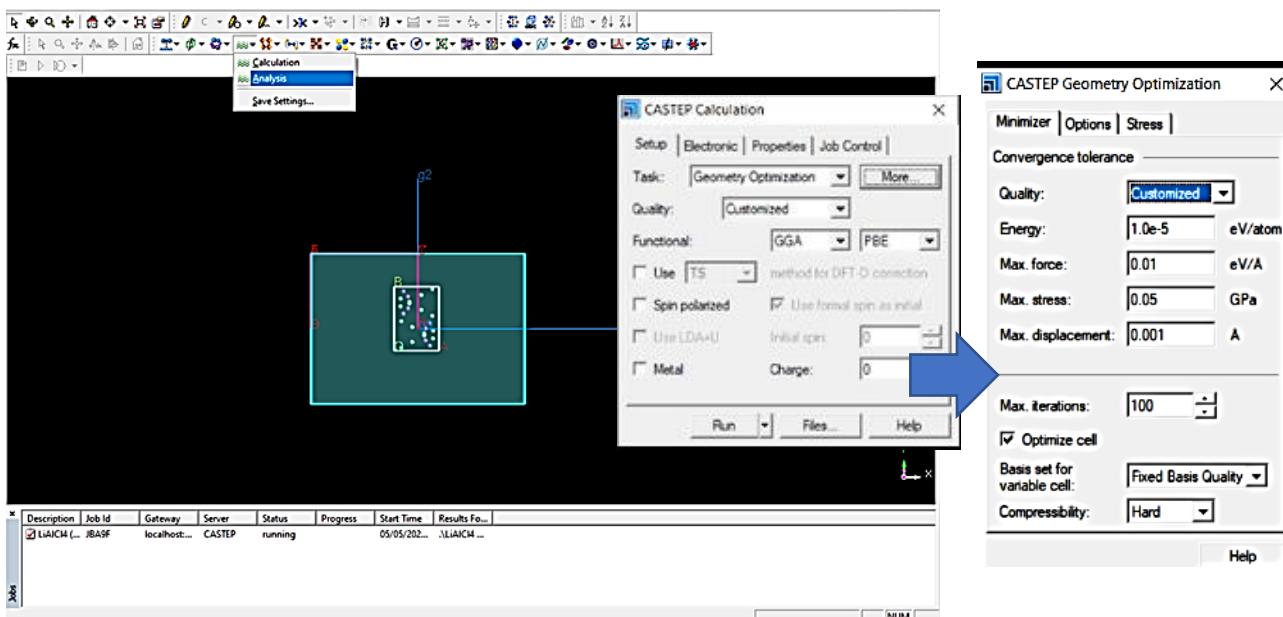 Calculation
Analysis
Save Settings...
g2
B
CASTEP Calculation
Setup Electronic Properties Job Control
Task: Geometry Optimization More...
Quality: Customized
Functional: GGA PBE
Use TS method for DFT-D correction
Spin polarized Use formal spin as initial
Use LDA+U Initial spin: 0
Metal Charge: 0
Run Files... Help
x
CASTEP Geometry Optimization
Minimizer Options Stress
Convergence tolerance
Quality: Customized
Energy: 1.0e-5 eV/atom
Max. force: 0.01 eV/A
Max. stress: 0.05 GPa
Max. displacement: 0.001 A
Max. iterations: 100
Optimize cell
Basis set for
variable cell: Fixed Basis Quality
Compressibility: Hard
Help
Description Job Id Gateway Server Status Progress Start Time Results Fo...
LiAlCl4 (... JBA9F localhost:... CASTEP running 05/05/202... .\LiAlCl4 ...
Jobs
NUM